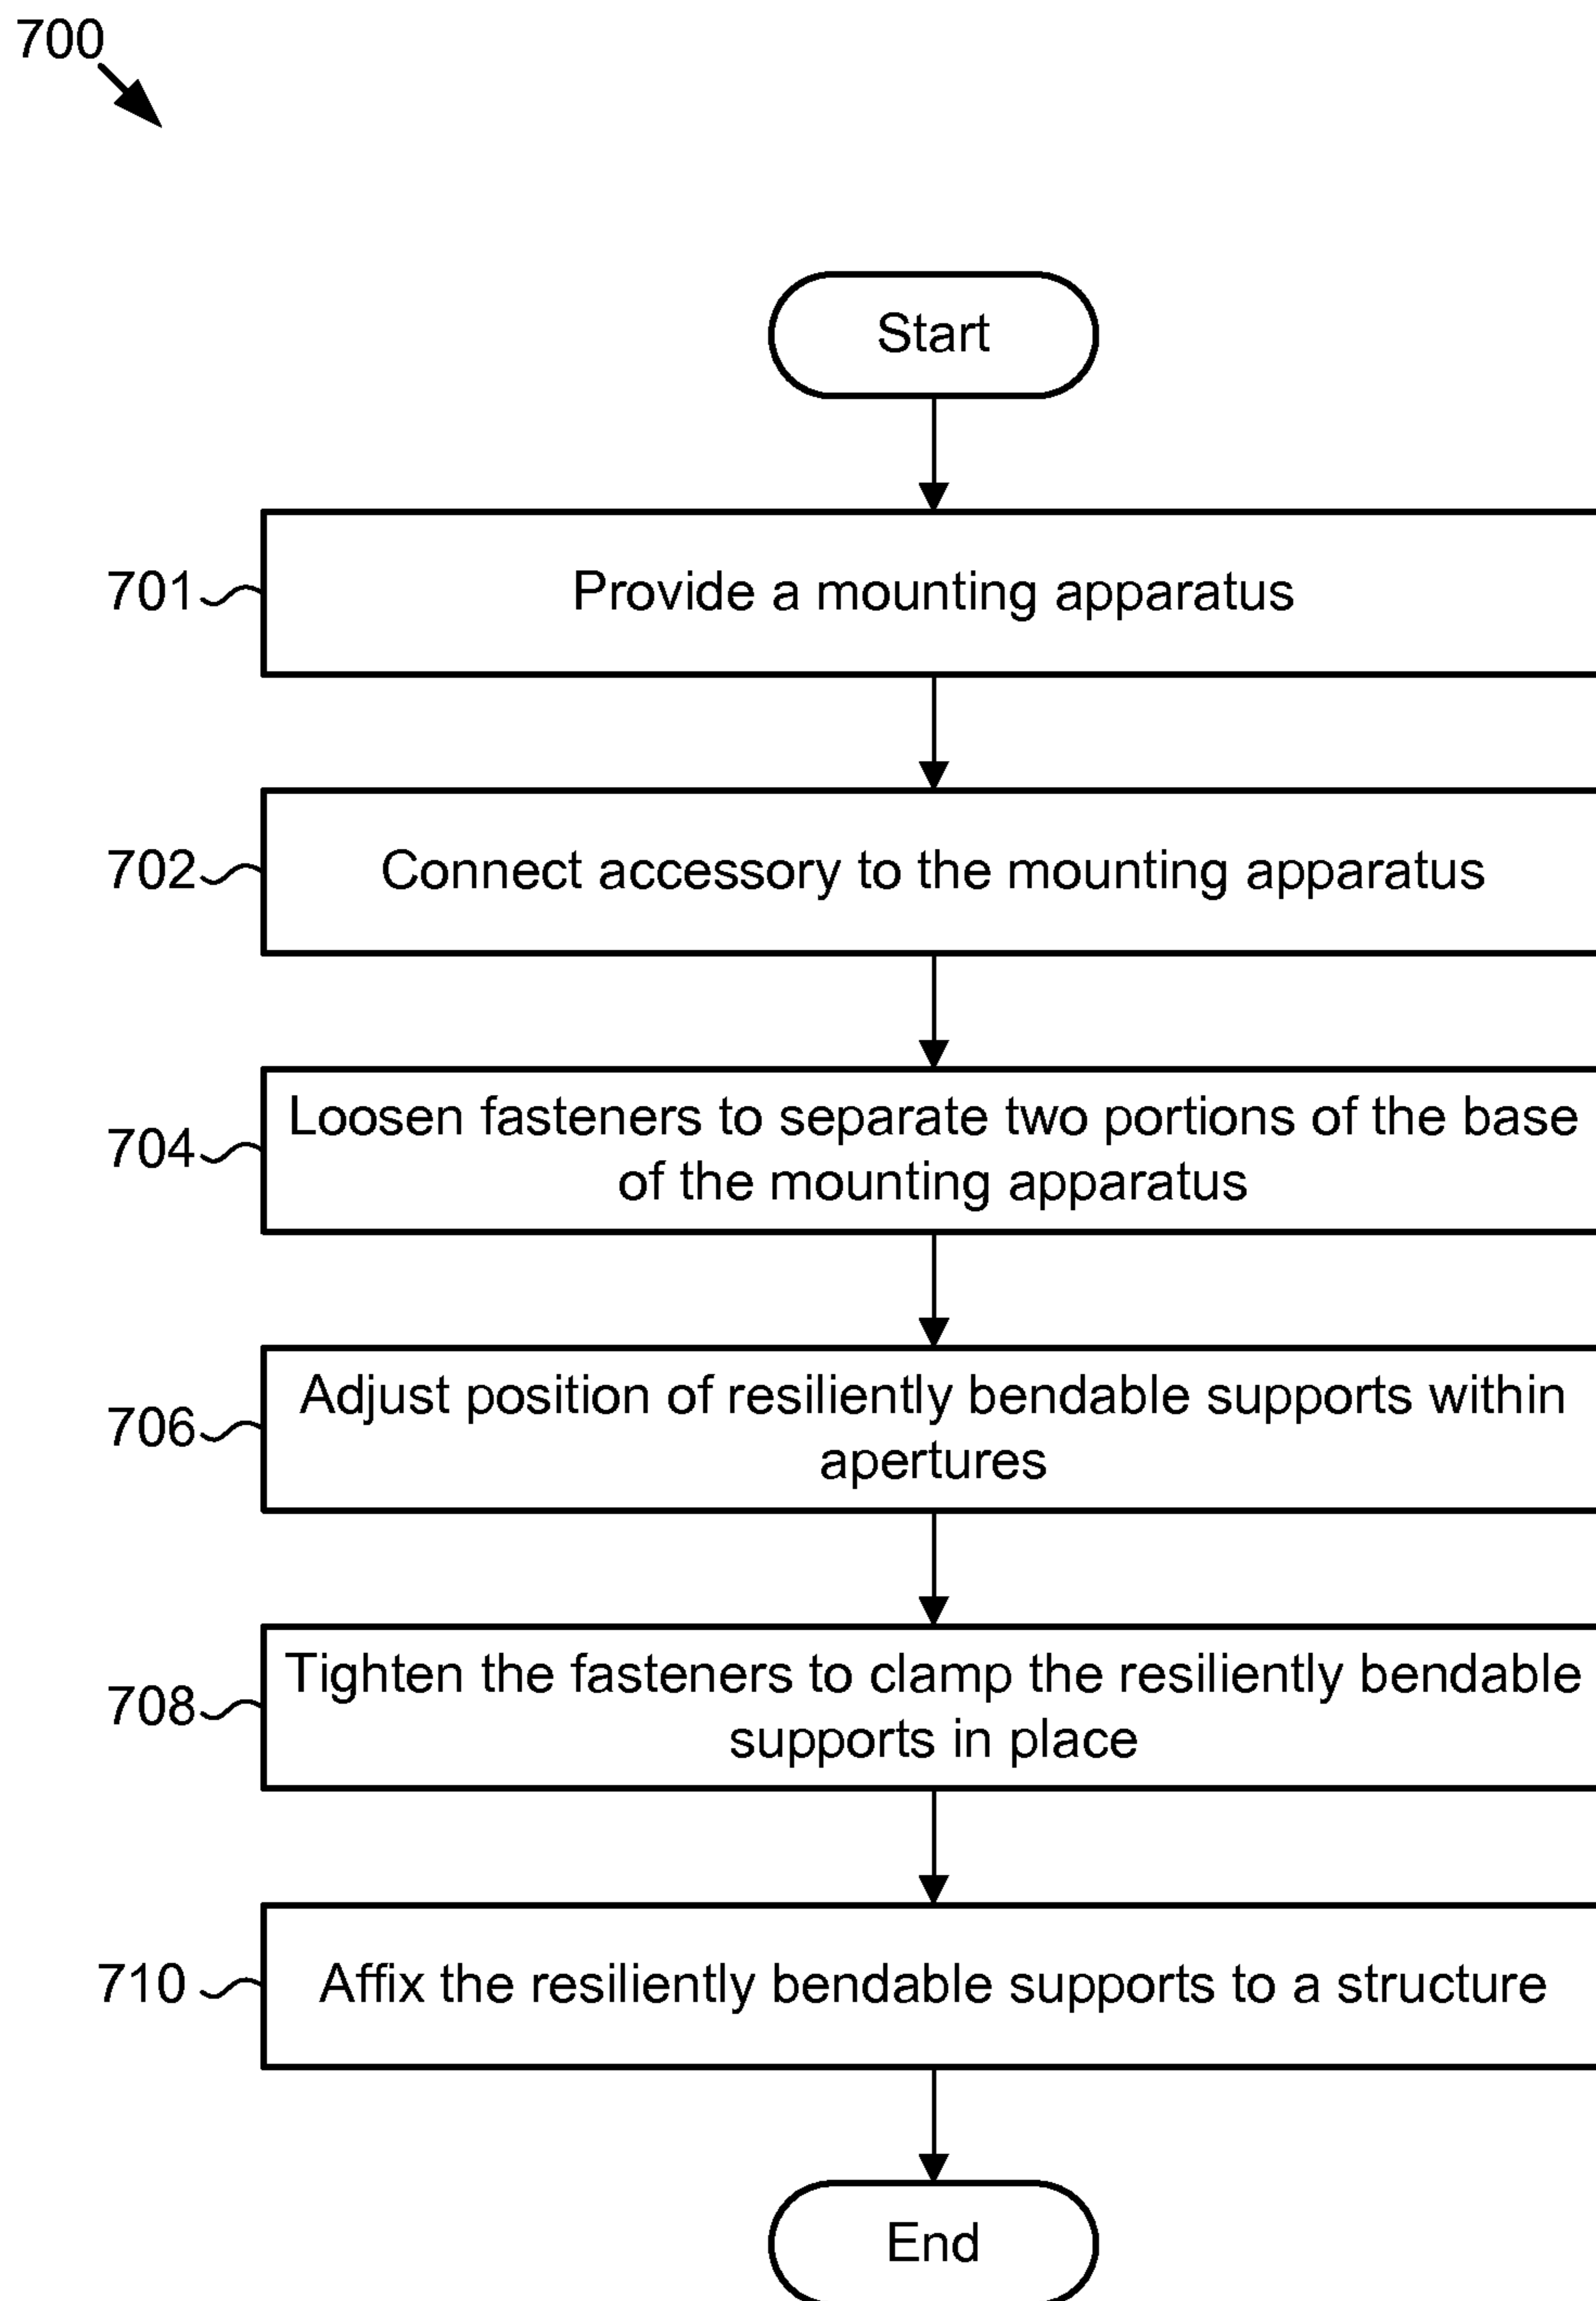 700
Start
701
Provide a mounting apparatus
702
Connect accessory to the mounting apparatus
704
Loosen fasteners to separate two portions of the base
of the mounting apparatus
706
Adjust position of resiliently bendable supports within
apertures
708
Tighten the fasteners to clamp the resiliently bendable
supports in place
710
Affix the resiliently bendable supports to a structure
End